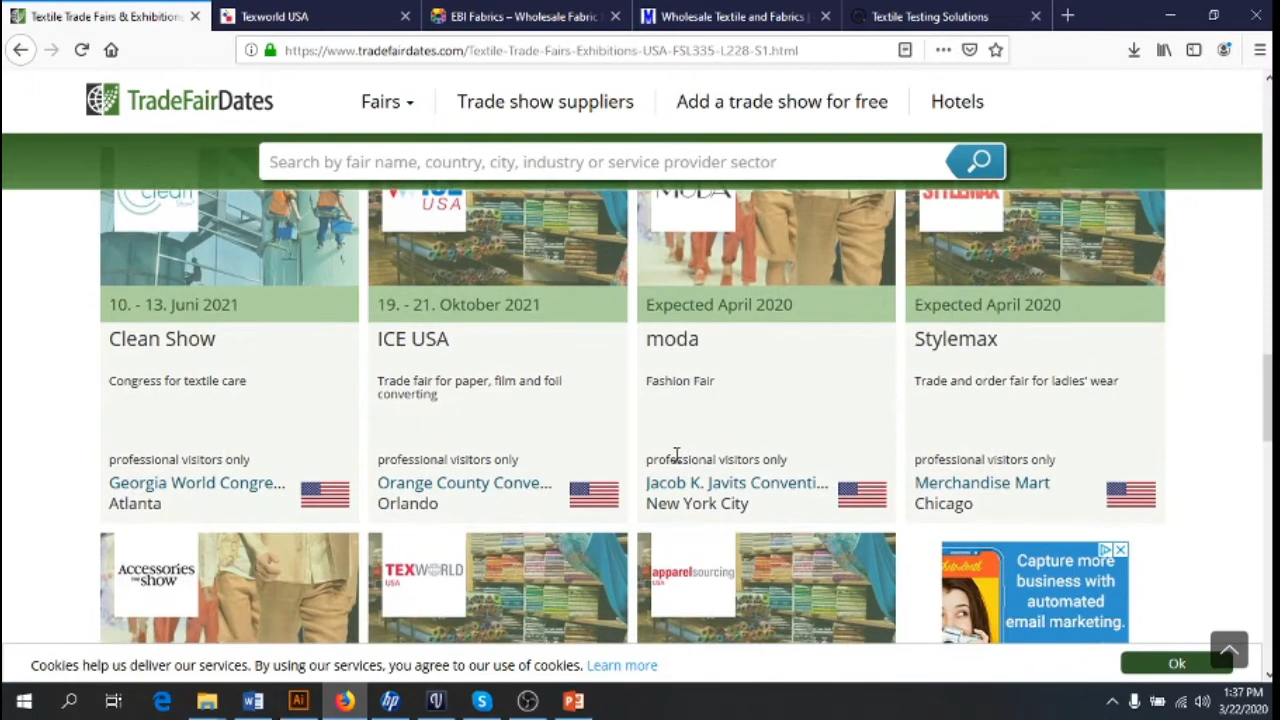 Textile Trade Fairs & Exhibitions
Texworld USA
EBI Fabrics – Wholesale Fabric
Wholesale Textile and Fabrics
Textile Testing Solutions
https://www.tradefairdates.com/Textile-Trade-Fairs-Exhibitions-USA-FSL335-L228-S1.html
TradeFairDates
Fairs
Trade show suppliers
Add a trade show for free
Hotels
Search by fair name, country, city, industry or service provider sector
Clean Show
10. - 13. Juni 2021
Clean Show
Congress for textile care
professional visitors only
Georgia World Congre...
Atlanta
ICE
USA
19. - 21. Oktober 2021
ICE USA
Trade fair for paper, film and foil
converting
professional visitors only
Orange County Conve...
Orlando
MODA
Expected April 2020
moda
Fashion Fair
professional visitors only
Jacob K. Javits Conventi...
New York City
STYLEMAX
Expected April 2020
Stylemax
Trade and order fair for ladies' wear
professional visitors only
Merchandise Mart
Chicago
Accessories
THE Show
TEXWORLD
USA
apparelsourcing
USA
Capture more
business with
automated
email marketing.
Cookies help us deliver our services. By using our services, you agree to our use of cookies. Learn more
Ok
1:37 PM
3/22/2020